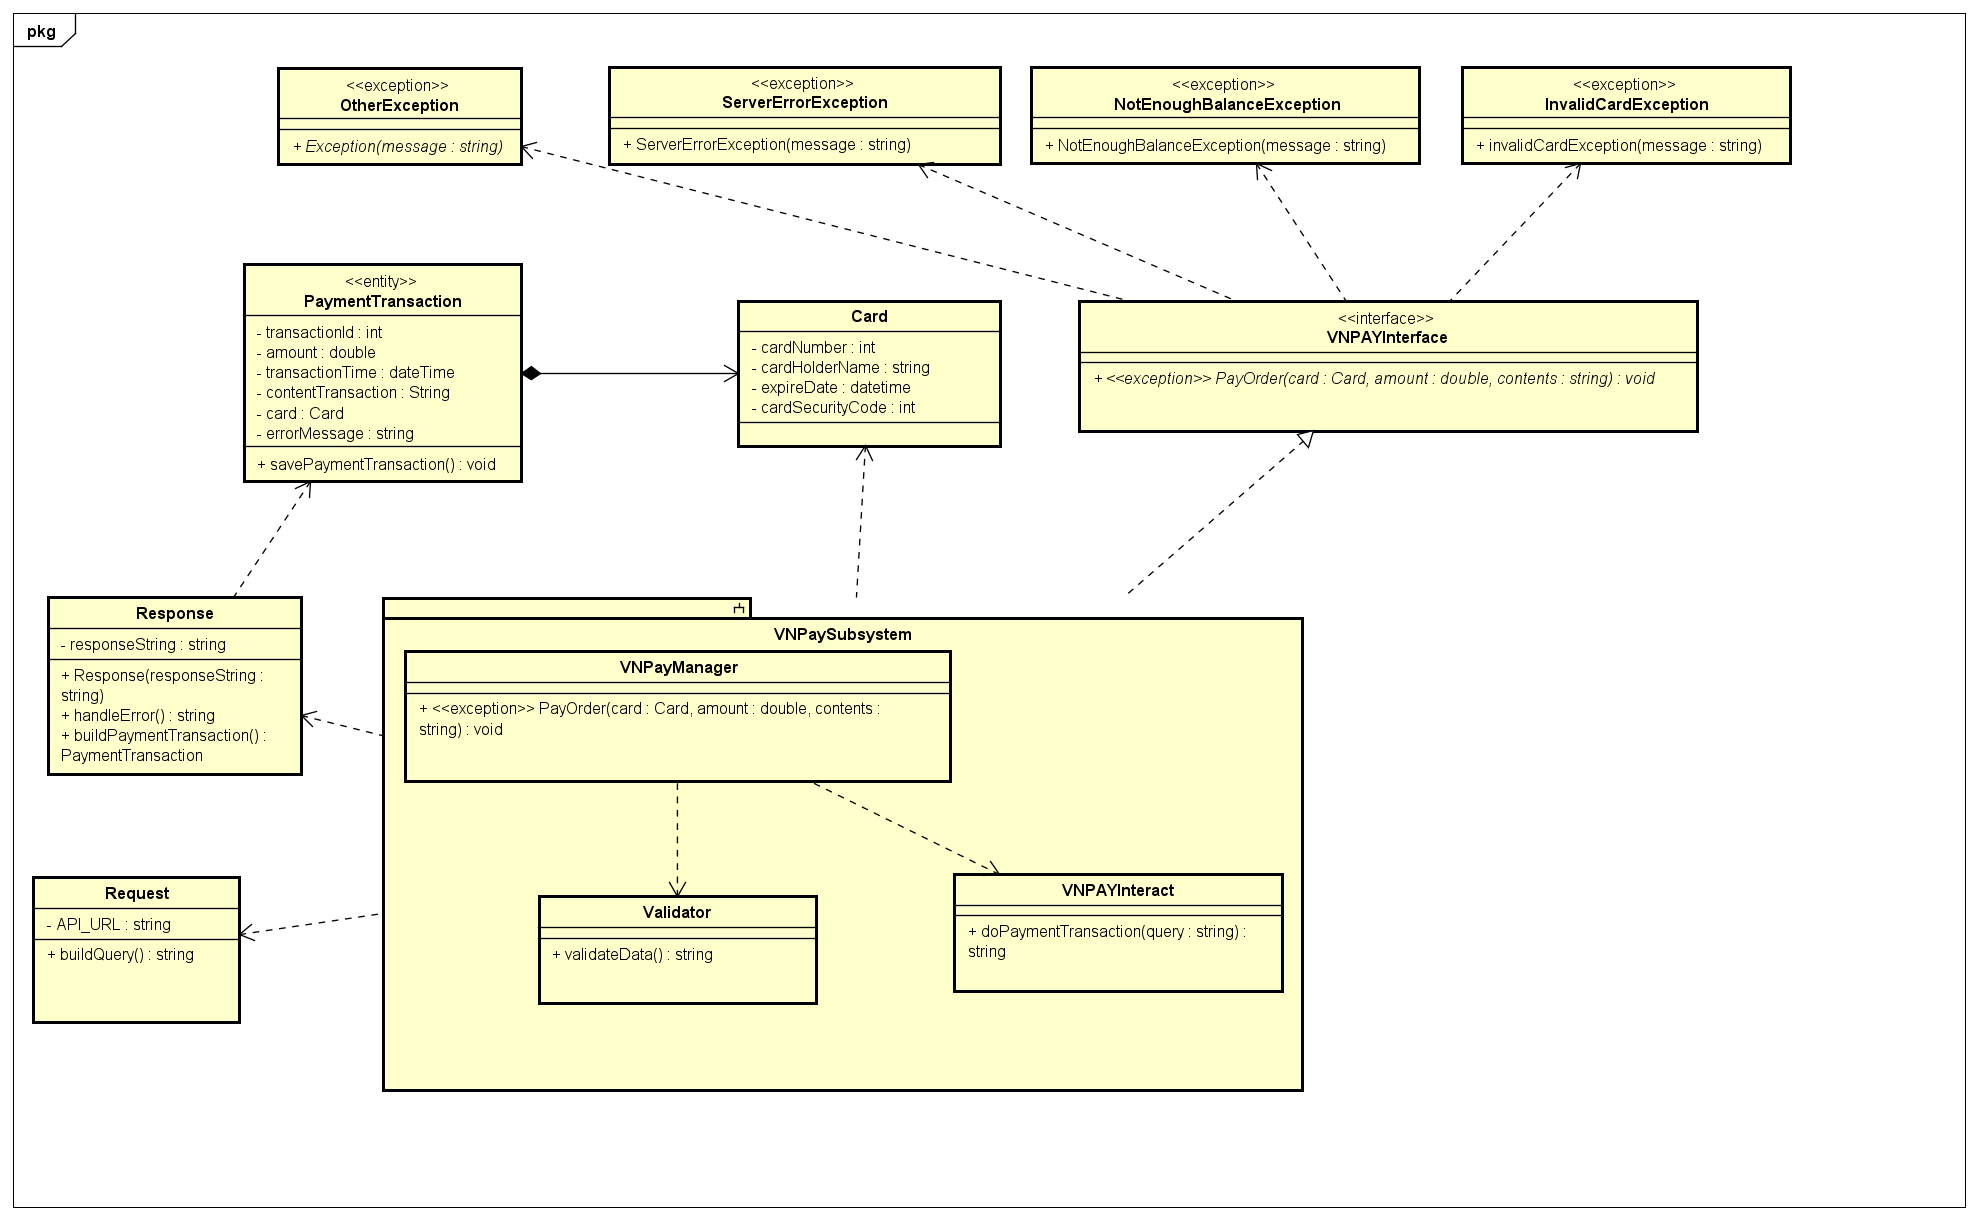 pkg
<<exception>>
OtherException
+ Exception(message : string)
<<exception>>
ServerErrorException
+ ServerErrorException(message : string)
<<exception>>
NotEnoughBalanceException
+ NotEnoughBalanceException(message : string)
<<exception>>
InvalidCardException
+ invalidCardException(message : string)
<<entity>>
PaymentTransaction
- transactionId : int
- amount : double
- transactionTime : dateTime
- contentTransaction : String
- card : Card
- errorMessage : string
+ savePaymentTransaction() : void
Card
- cardNumber : int
- cardHolderName : string
- expireDate : datetime
- cardSecurityCode : int
<<interface>>
VNPAYInterface
+ <<exception>> PayOrder(card : Card, amount : double, contents : string) : void
Response
- responseString : string
+ Response(responseString :
string)
+ handleError() : string
+ buildPaymentTransaction() :
PaymentTransaction
VNPaySubsystem
VNPayManager
+ <<exception>> PayOrder(card : Card, amount : double, contents :
string) : void
Request
- API_URL : string
+ buildQuery() : string
Validator
+ validateData() : string
VNPAYInteract
+ doPaymentTransaction(query : string) :
string